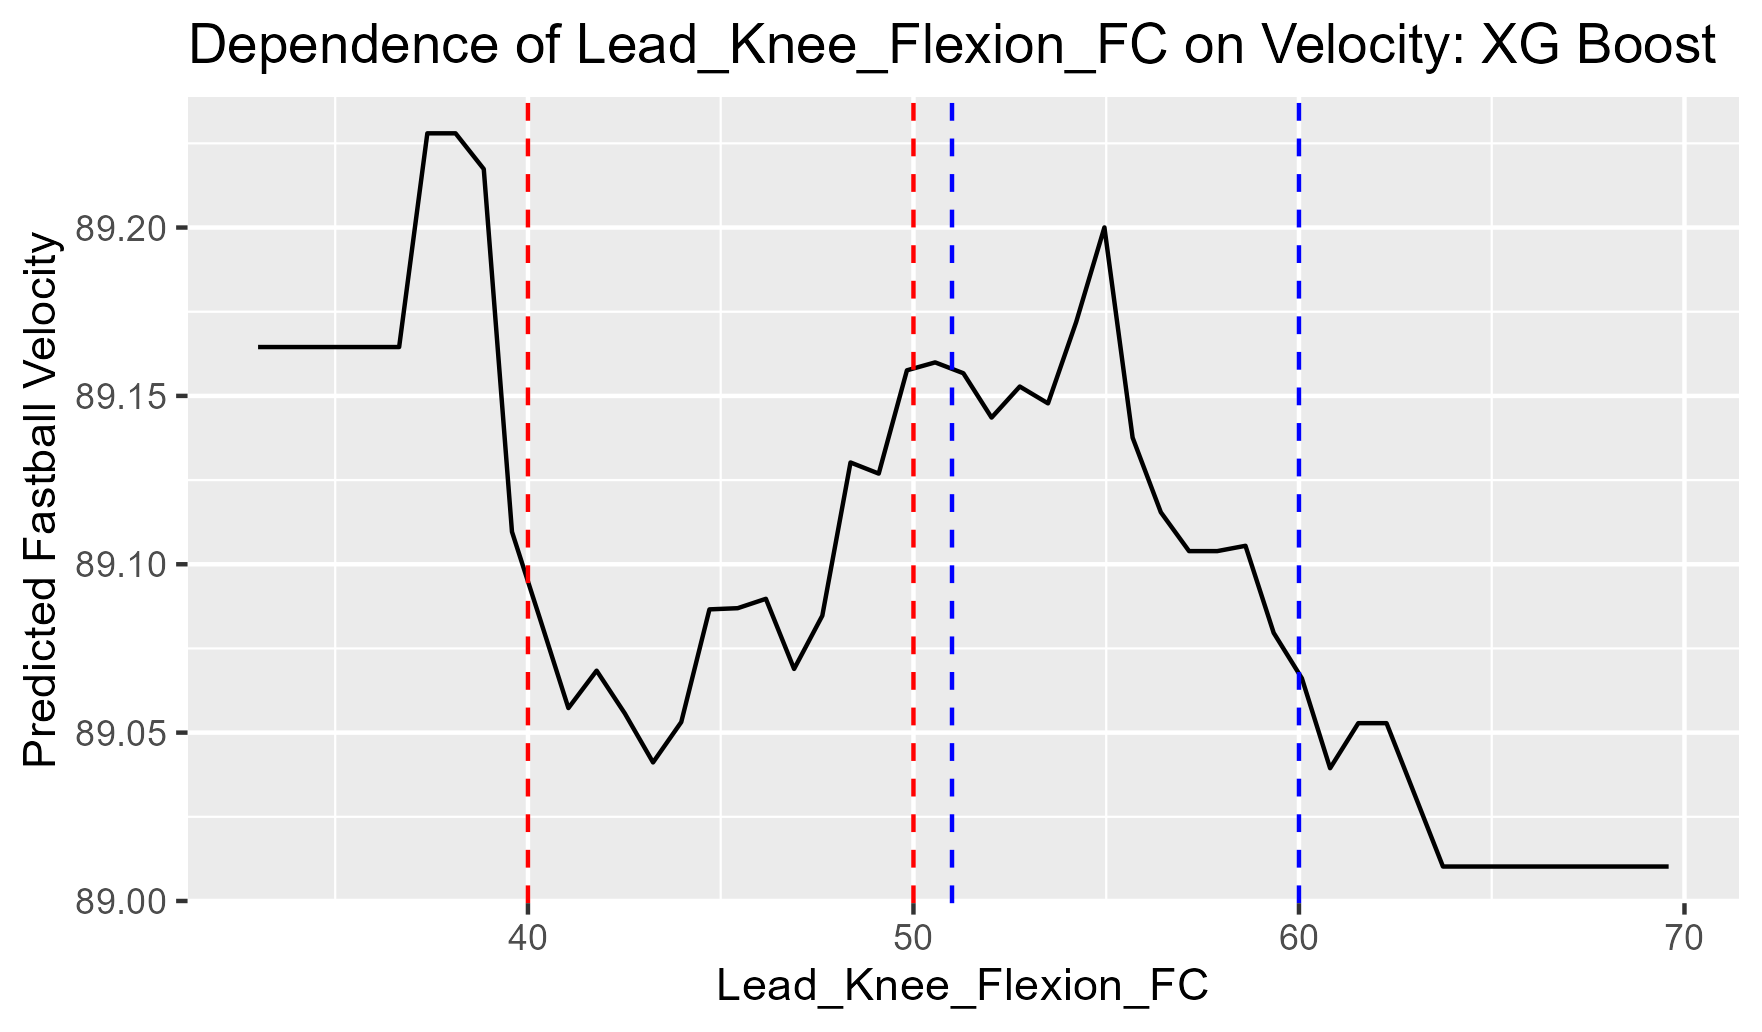 Dependence of Lead_Knee_Flexion_FC on Velocity: XG Boost
Predicted Fastball Velocity
89.20
89.15
89.10
89.05
89.00
40 50 60 70
Lead_Knee_Flexion_FC